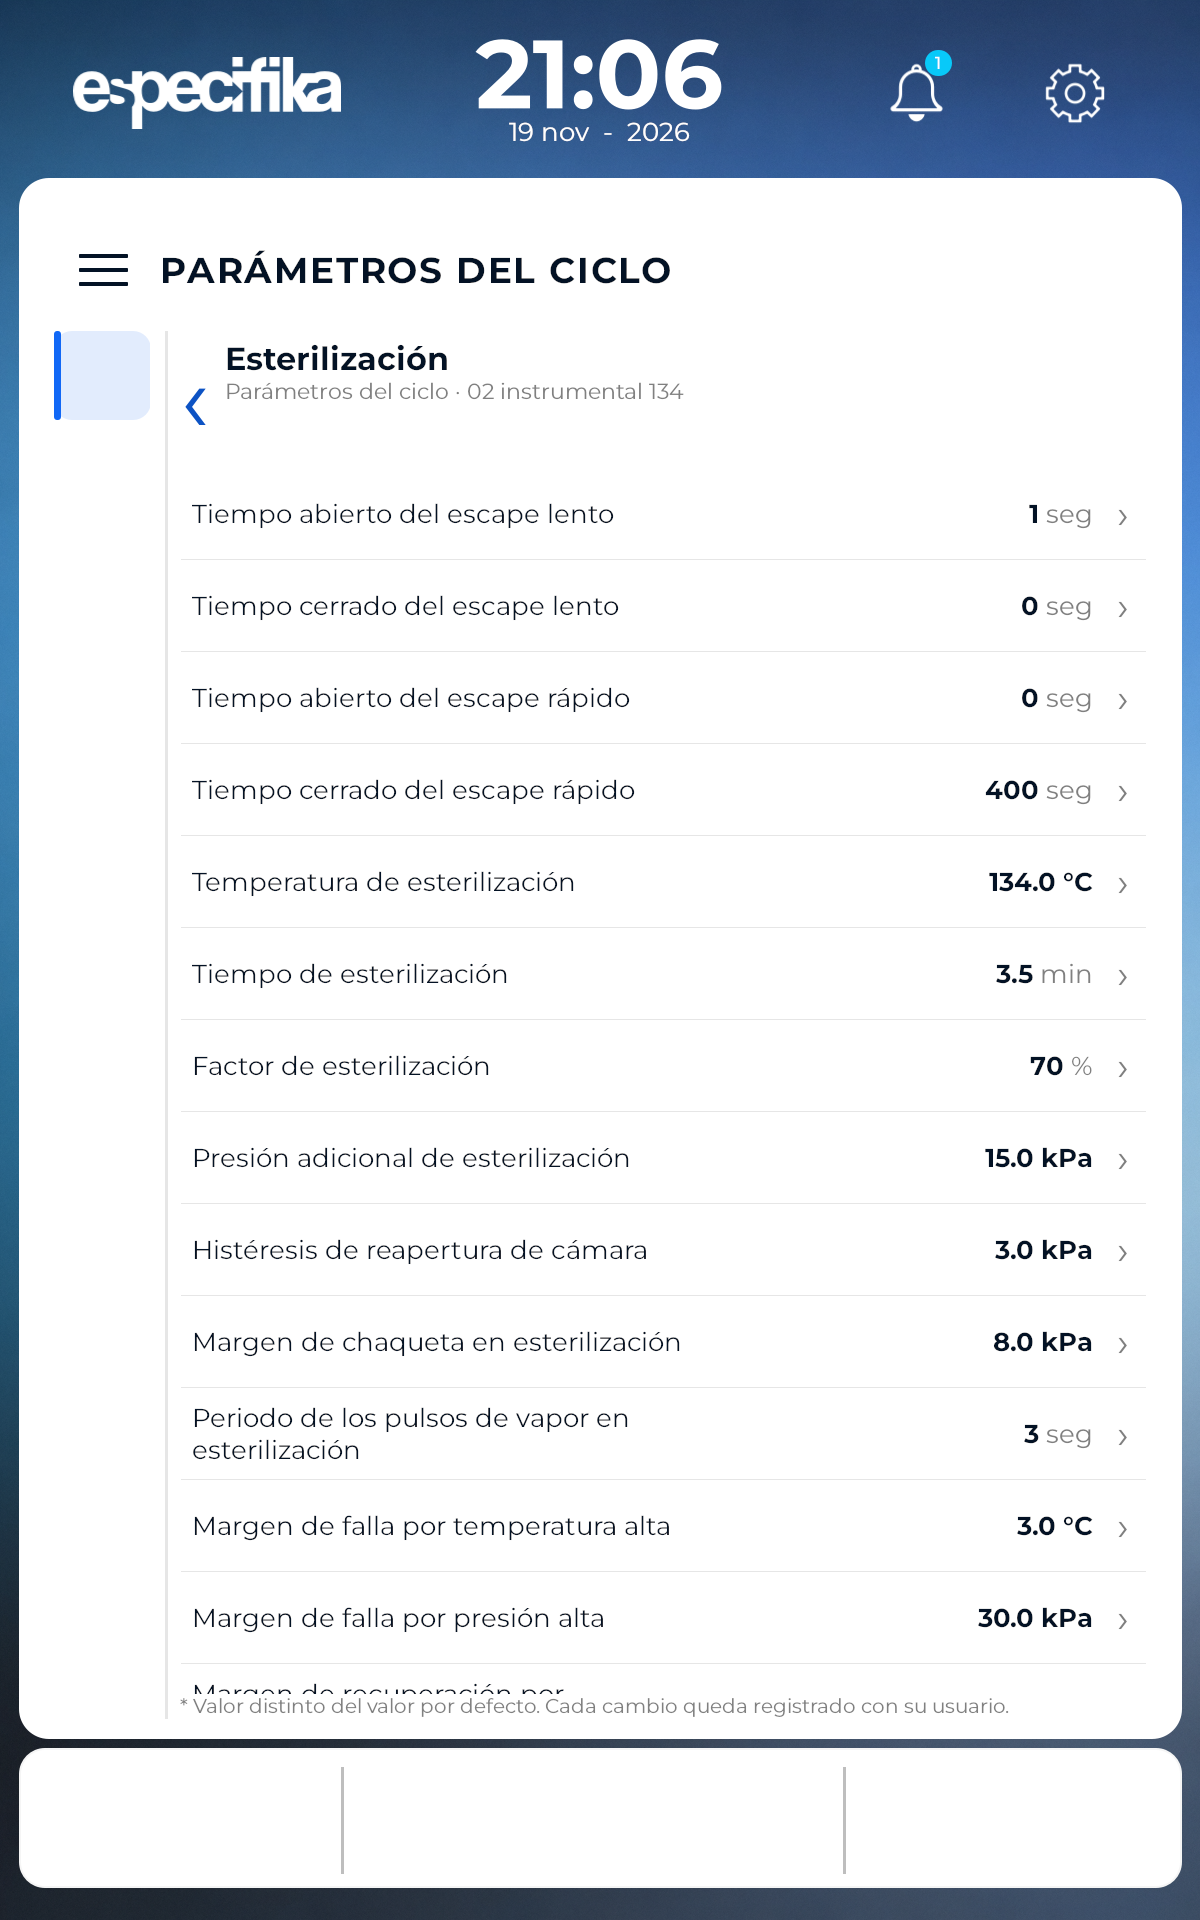 especifika
21:06
19 nov - 2026
1
PARÁMETROS DEL CICLO
Esterilización
Parámetros del ciclo · 02 instrumental 134
Tiempo abierto del escape lento 1 seg
Tiempo cerrado del escape lento 0 seg
Tiempo abierto del escape rápido 0 seg
Tiempo cerrado del escape rápido 400 seg
Temperatura de esterilización 134.0 °C
Tiempo de esterilización 3.5 min
Factor de esterilización 70 %
Presión adicional de esterilización 15.0 kPa
Histéresis de reapertura de cámara 3.0 kPa
Margen de chaqueta en esterilización 8.0 kPa
Periodo de los pulsos de vapor en
esterilización 3 seg
Margen de falla por temperatura alta 3.0 °C
Margen de falla por presión alta 30.0 kPa
Margen de recuperación por
* Valor distinto del valor por defecto. Cada cambio queda registrado con su usuario.